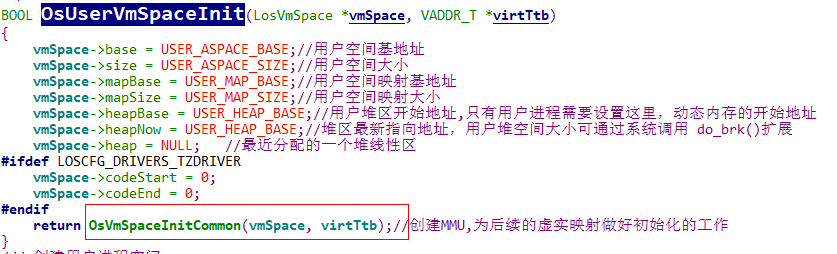 BOOL OsUserVmSpaceInit(LosVmSpace *vmSpace, VADDR_T *virtTtb)
{
    vmSpace->base = USER_ASPACE_BASE;//用户空间基地址
    vmSpace->size = USER_ASPACE_SIZE;//用户空间大小
    vmSpace->mapBase = USER_MAP_BASE;//用户空间映射基地址
    vmSpace->mapSize = USER_MAP_SIZE;//用户空间映射大小
    vmSpace->heapBase = USER_HEAP_BASE;//用户堆区开始地址,只有用户进程需要设置这里，动态内存的开始地址
    vmSpace->heapNow = USER_HEAP_BASE;//堆区最新指向地址，用户堆空间大小可通过系统调用 do_brk()扩展
    vmSpace->heap = NULL;   //最近分配的一个堆线性区
#ifdef LOSCFG_DRIVERS_TZDRIVER
    vmSpace->codeStart = 0;
    vmSpace->codeEnd = 0;
#endif
    return OsVmSpaceInitCommon(vmSpace, virtTtb);//创建MMU,为后续的虚实映射做好初始化的工作
}